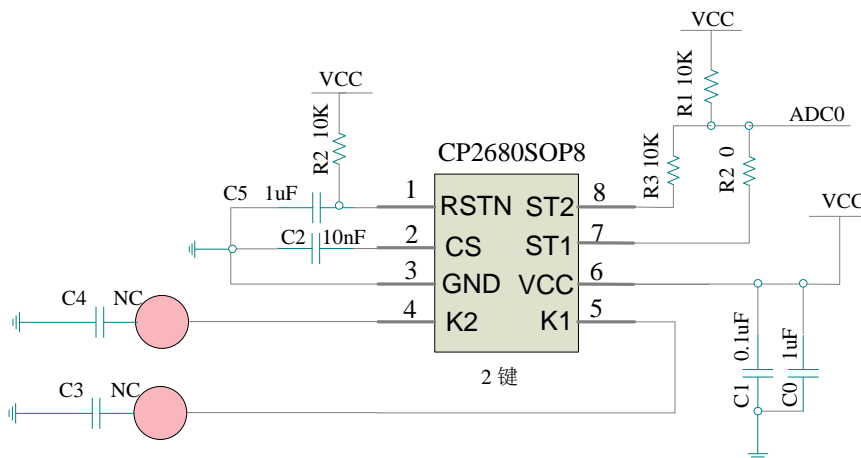 VCC
VCC
R1 10K
ADC0
R2 10K
CP2680SOP8
R3 10K
R2 0
VCC
C5 1uF
1 RSTN ST2 8
C2 10nF
2 CS ST1 7
3 GND VCC 6
C4 NC
4 K2 K1 5
2 键
C3 NC
C1 0.1uF
C0 1uF